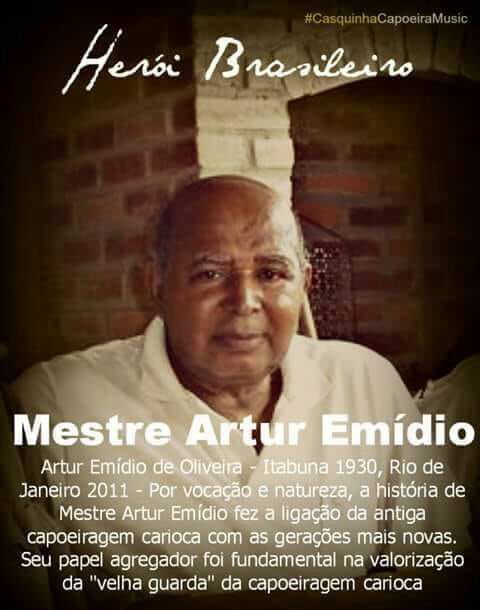 #CasquinhaCapoeiraMusic
Herói Brasileiro
Mestre Artur Emídio
Artur Emídio de Oliveira - Itabuna 1930, Rio de
Janeiro 2011 - Por vocação e natureza, a história de
Mestre Artur Emídio fez a ligação da antiga
capoeiragem carioca com as gerações mais novas.
Seu papel agregador foi fundamental na valorização
da "velha guarda" da capoeiragem carioca